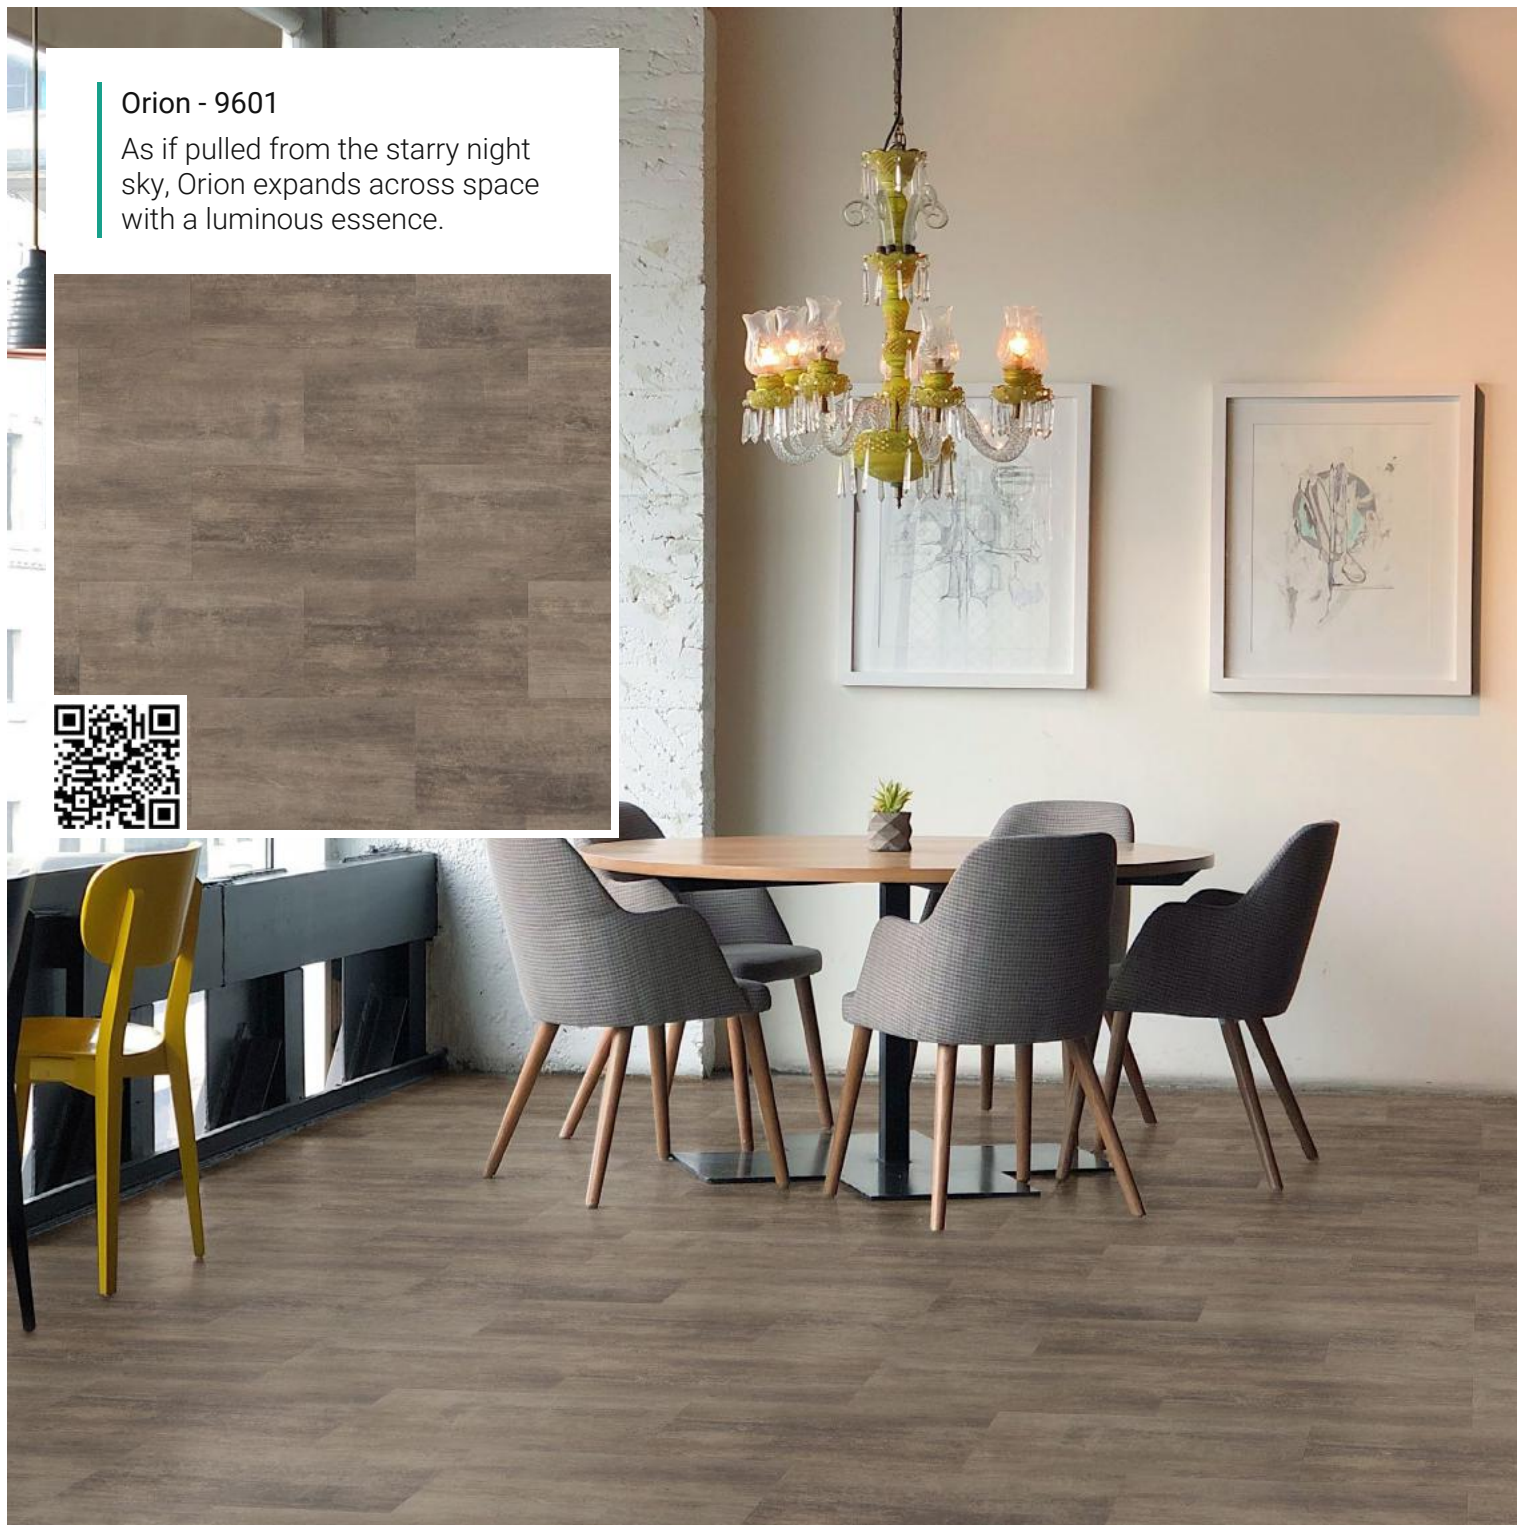 Orion - 9601
As if pulled from the starry night
sky, Orion expands across space
with a luminous essence.